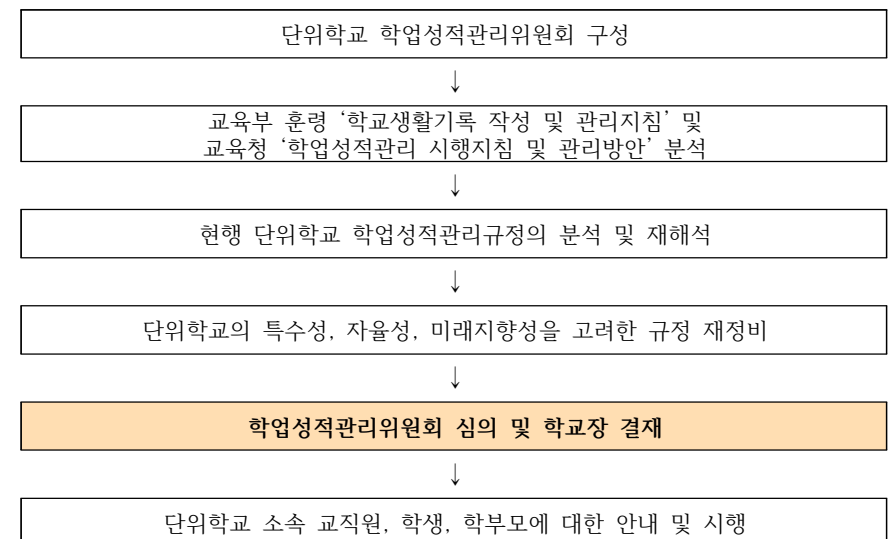 단위학교 학업성적관리위원회 구성
↓
교육부 훈령 ‘학교생활기록 작성 및 관리지침’ 및
교육청 ‘학업성적관리 시행지침 및 관리방안’ 분석
↓
현행 단위학교 학업성적관리규정의 분석 및 재해석
↓
단위학교의 특수성, 자율성, 미래지향성을 고려한 규정 재정비
↓
학업성적관리위원회 심의 및 학교장 결재
↓
단위학교 소속 교직원, 학생, 학부모에 대한 안내 및 시행